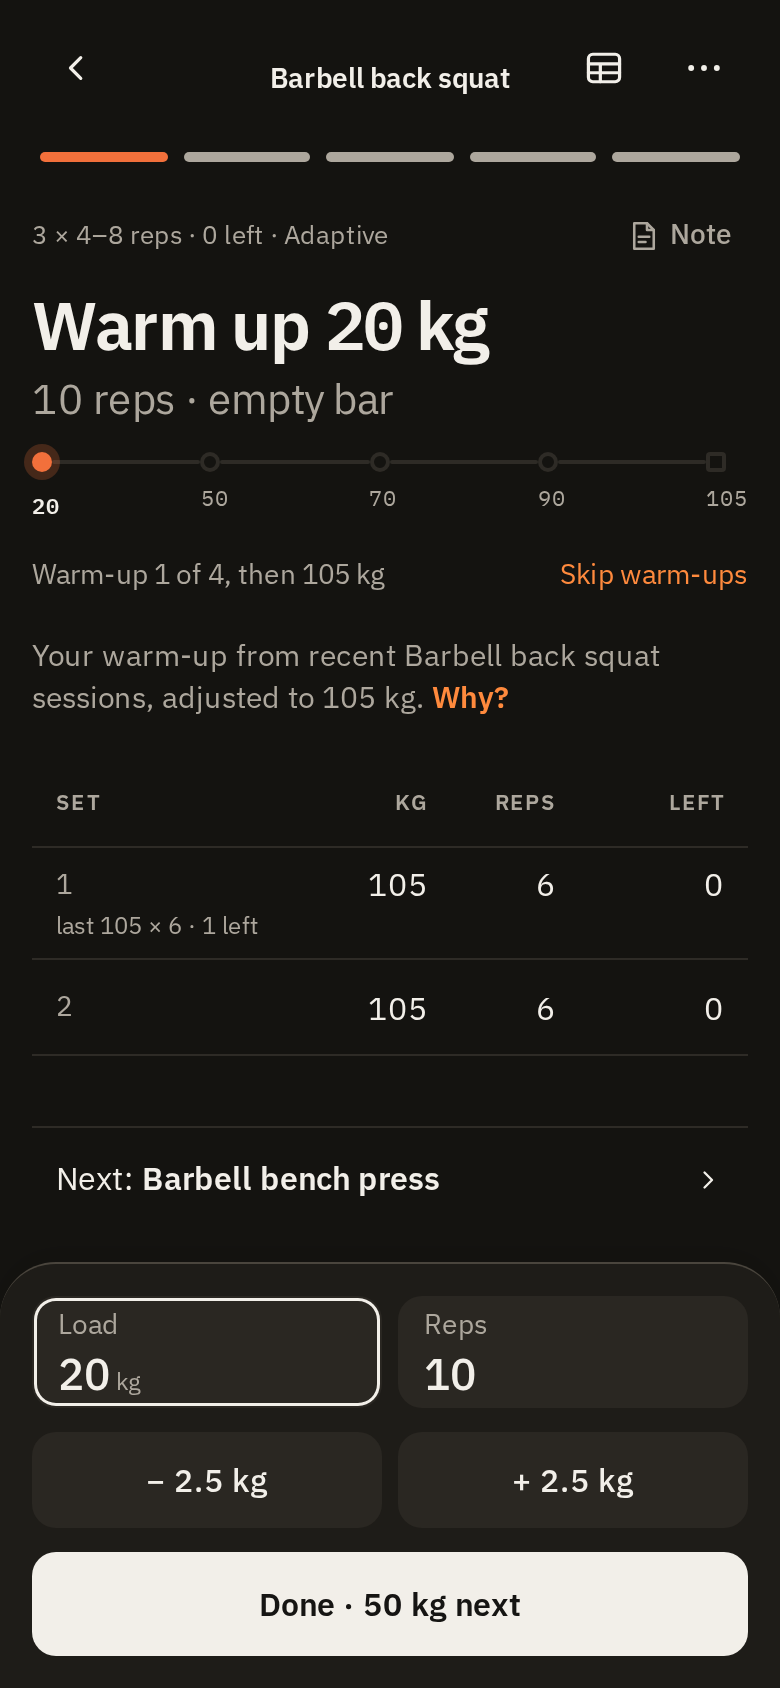 Barbell back squat
3 × 4–8 reps · 0 left · Adaptive
Note
Warm up 20 kg
10 reps · empty bar
20 50 70 90 105
Warm-up 1 of 4, then 105 kg
Skip warm-ups
Your warm-up from recent Barbell back squat
sessions, adjusted to 105 kg. Why?
SET KG REPS LEFT
1 105 6 0
last 105 × 6 · 1 left
2 105 6 0
Next: Barbell bench press
Load
20 kg
Reps
10
− 2.5 kg
+ 2.5 kg
Done · 50 kg next